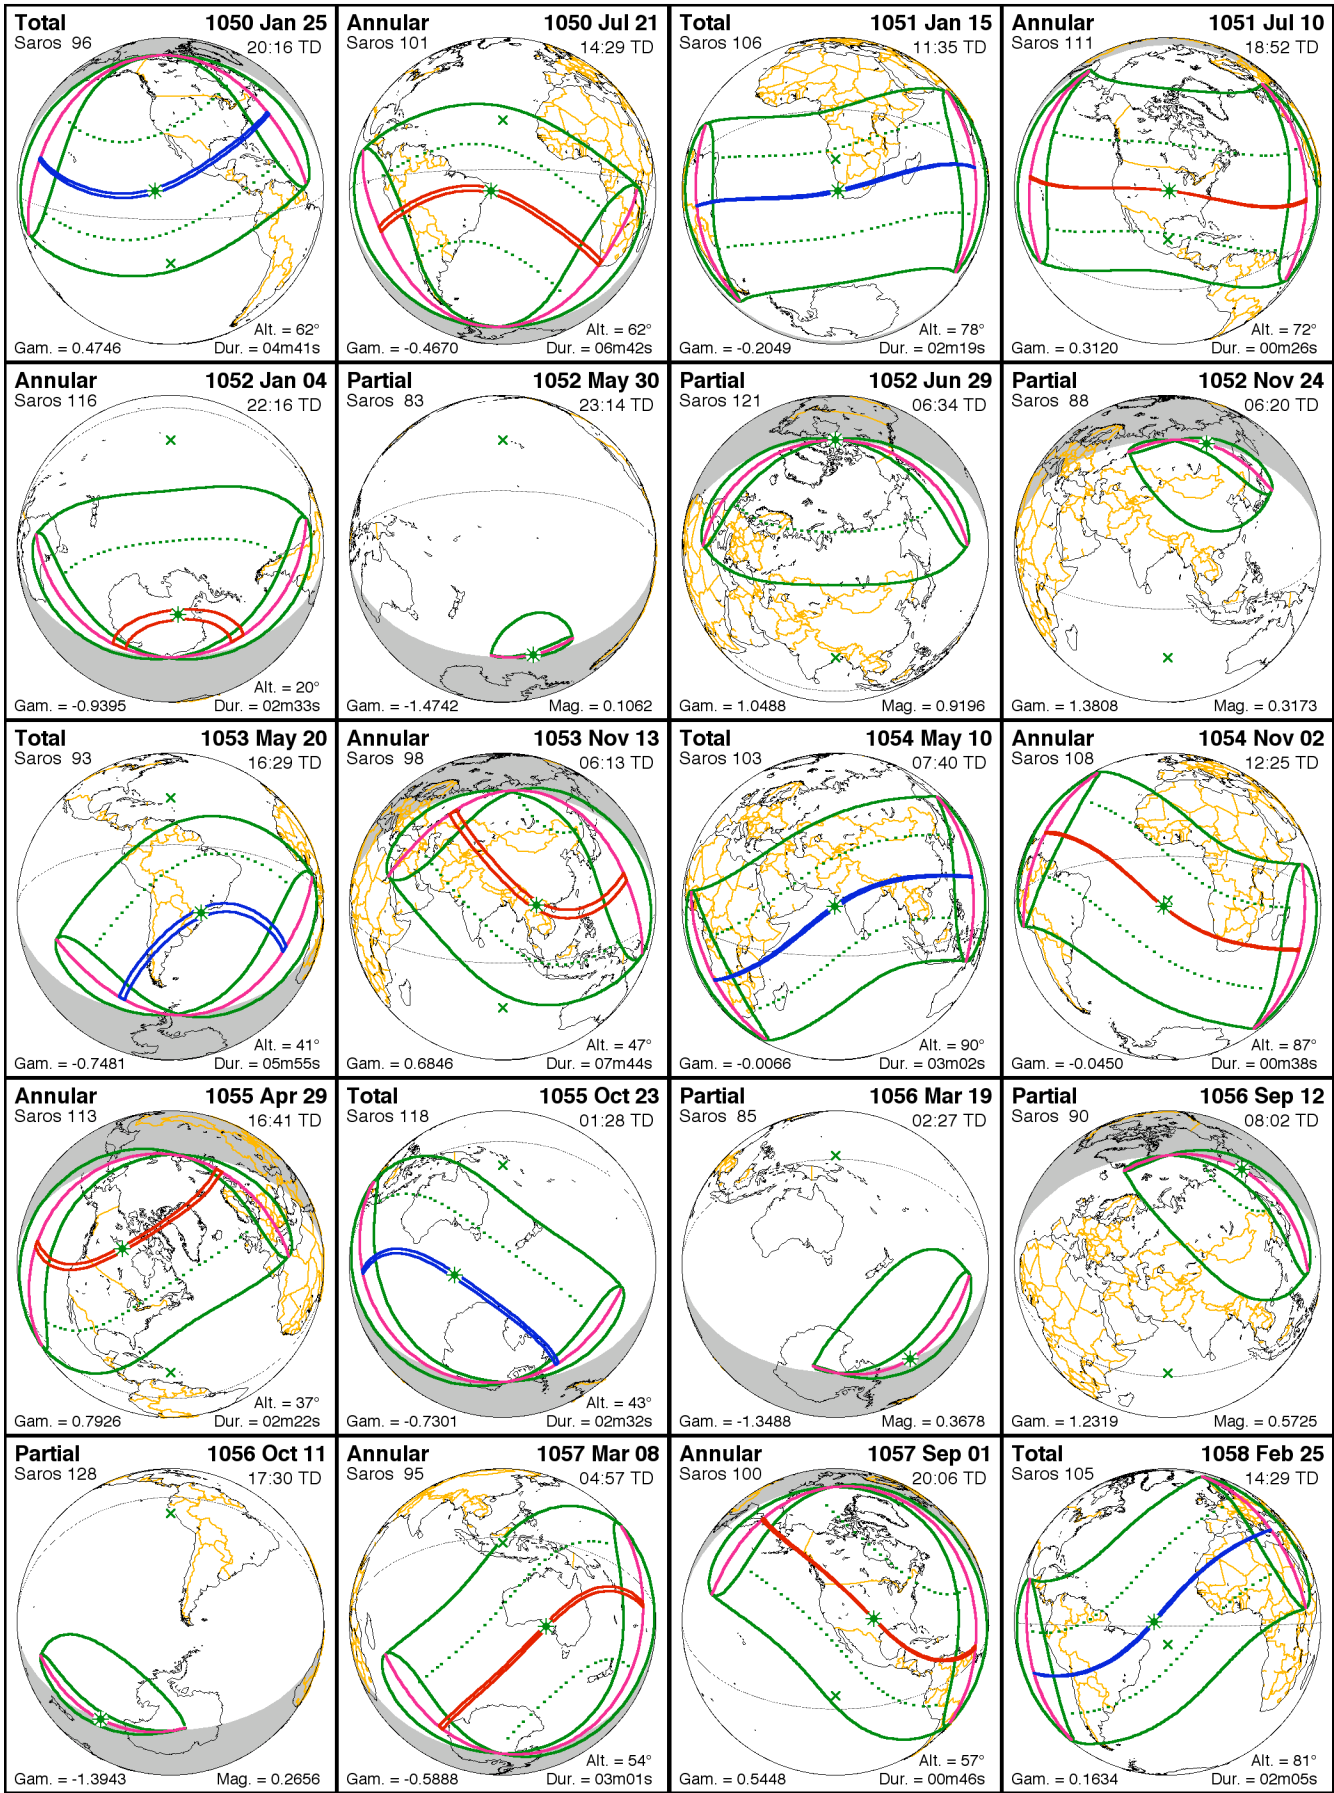 Total 1050 Jan 25
Saros 96 20:16 TD
Alt. = 62°
Gam. = 0.4746 Dur. = 04m41s
Annular 1050 Jul 21
Saros 101 14:29 TD
Alt. = 62°
Gam. = -0.4670 Dur. = 06m42s
Total 1051 Jan 15
Saros 106 11:35 TD
Alt. = 78°
Gam. = -0.2049 Dur. = 02m19s
Annular 1051 Jul 10
Saros 111 18:52 TD
Alt. = 72°
Gam. = 0.3120 Dur. = 00m26s
Annular 1052 Jan 04
Saros 116 22:16 TD
Alt. = 20°
Gam. = -0.9395 Dur. = 02m33s
Partial 1052 May 30
Saros 83 23:14 TD
Gam. = -1.4742 Mag. = 0.1062
Partial 1052 Jun 29
Saros 121 06:34 TD
Gam. = 1.0488 Mag. = 0.9196
Partial 1052 Nov 24
Saros 88 06:20 TD
Gam. = 1.3808 Mag. = 0.3173
Total 1053 May 20
Saros 93 16:29 TD
Alt. = 41°
Gam. = -0.7481 Dur. = 05m55s
Annular 1053 Nov 13
Saros 98 06:13 TD
Alt. = 47°
Gam. = 0.6846 Dur. = 07m44s
Total 1054 May 10
Saros 103 07:40 TD
Alt. = 90°
Gam. = -0.0066 Dur. = 03m02s
Annular 1054 Nov 02
Saros 108 12:25 TD
Alt. = 87°
Gam. = -0.0450 Dur. = 00m38s
Annular 1055 Apr 29
Saros 113 16:41 TD
Alt. = 37°
Gam. = 0.7926 Dur. = 02m22s
Total 1055 Oct 23
Saros 118 01:28 TD
Alt. = 43°
Gam. = -0.7301 Dur. = 02m32s
Partial 1056 Mar 19
Saros 85 02:27 TD
Gam. = -1.3488 Mag. = 0.3678
Partial 1056 Sep 12
Saros 90 08:02 TD
Gam. = 1.2319 Mag. = 0.5725
Partial 1056 Oct 11
Saros 128 17:30 TD
Gam. = -1.3943 Mag. = 0.2656
Annular 1057 Mar 08
Saros 95 04:57 TD
Alt. = 54°
Gam. = -0.5888 Dur. = 03m01s
Annular 1057 Sep 01
Saros 100 20:06 TD
Alt. = 57°
Gam. = 0.5448 Dur. = 00m46s
Total 1058 Feb 25
Saros 105 14:29 TD
Alt. = 81°
Gam. = 0.1634 Dur. = 02m05s